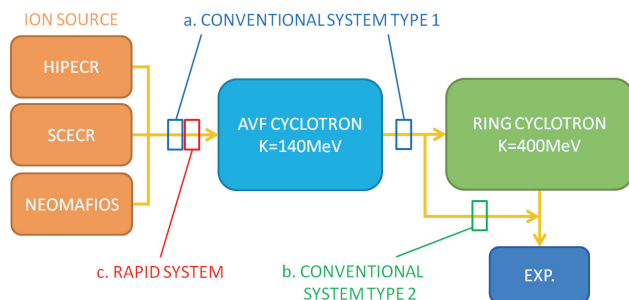 ION SOURCE
a. CONVENTIONAL SYSTEM TYPE 1
HIPECR
SCECR
NEOMAFIOS
AVF CYCLOTRON
K=140MeV
RING CYCLOTRON
K=400MeV
c. RAPID SYSTEM
b. CONVENTIONAL
SYSTEM TYPE 2
EXP.